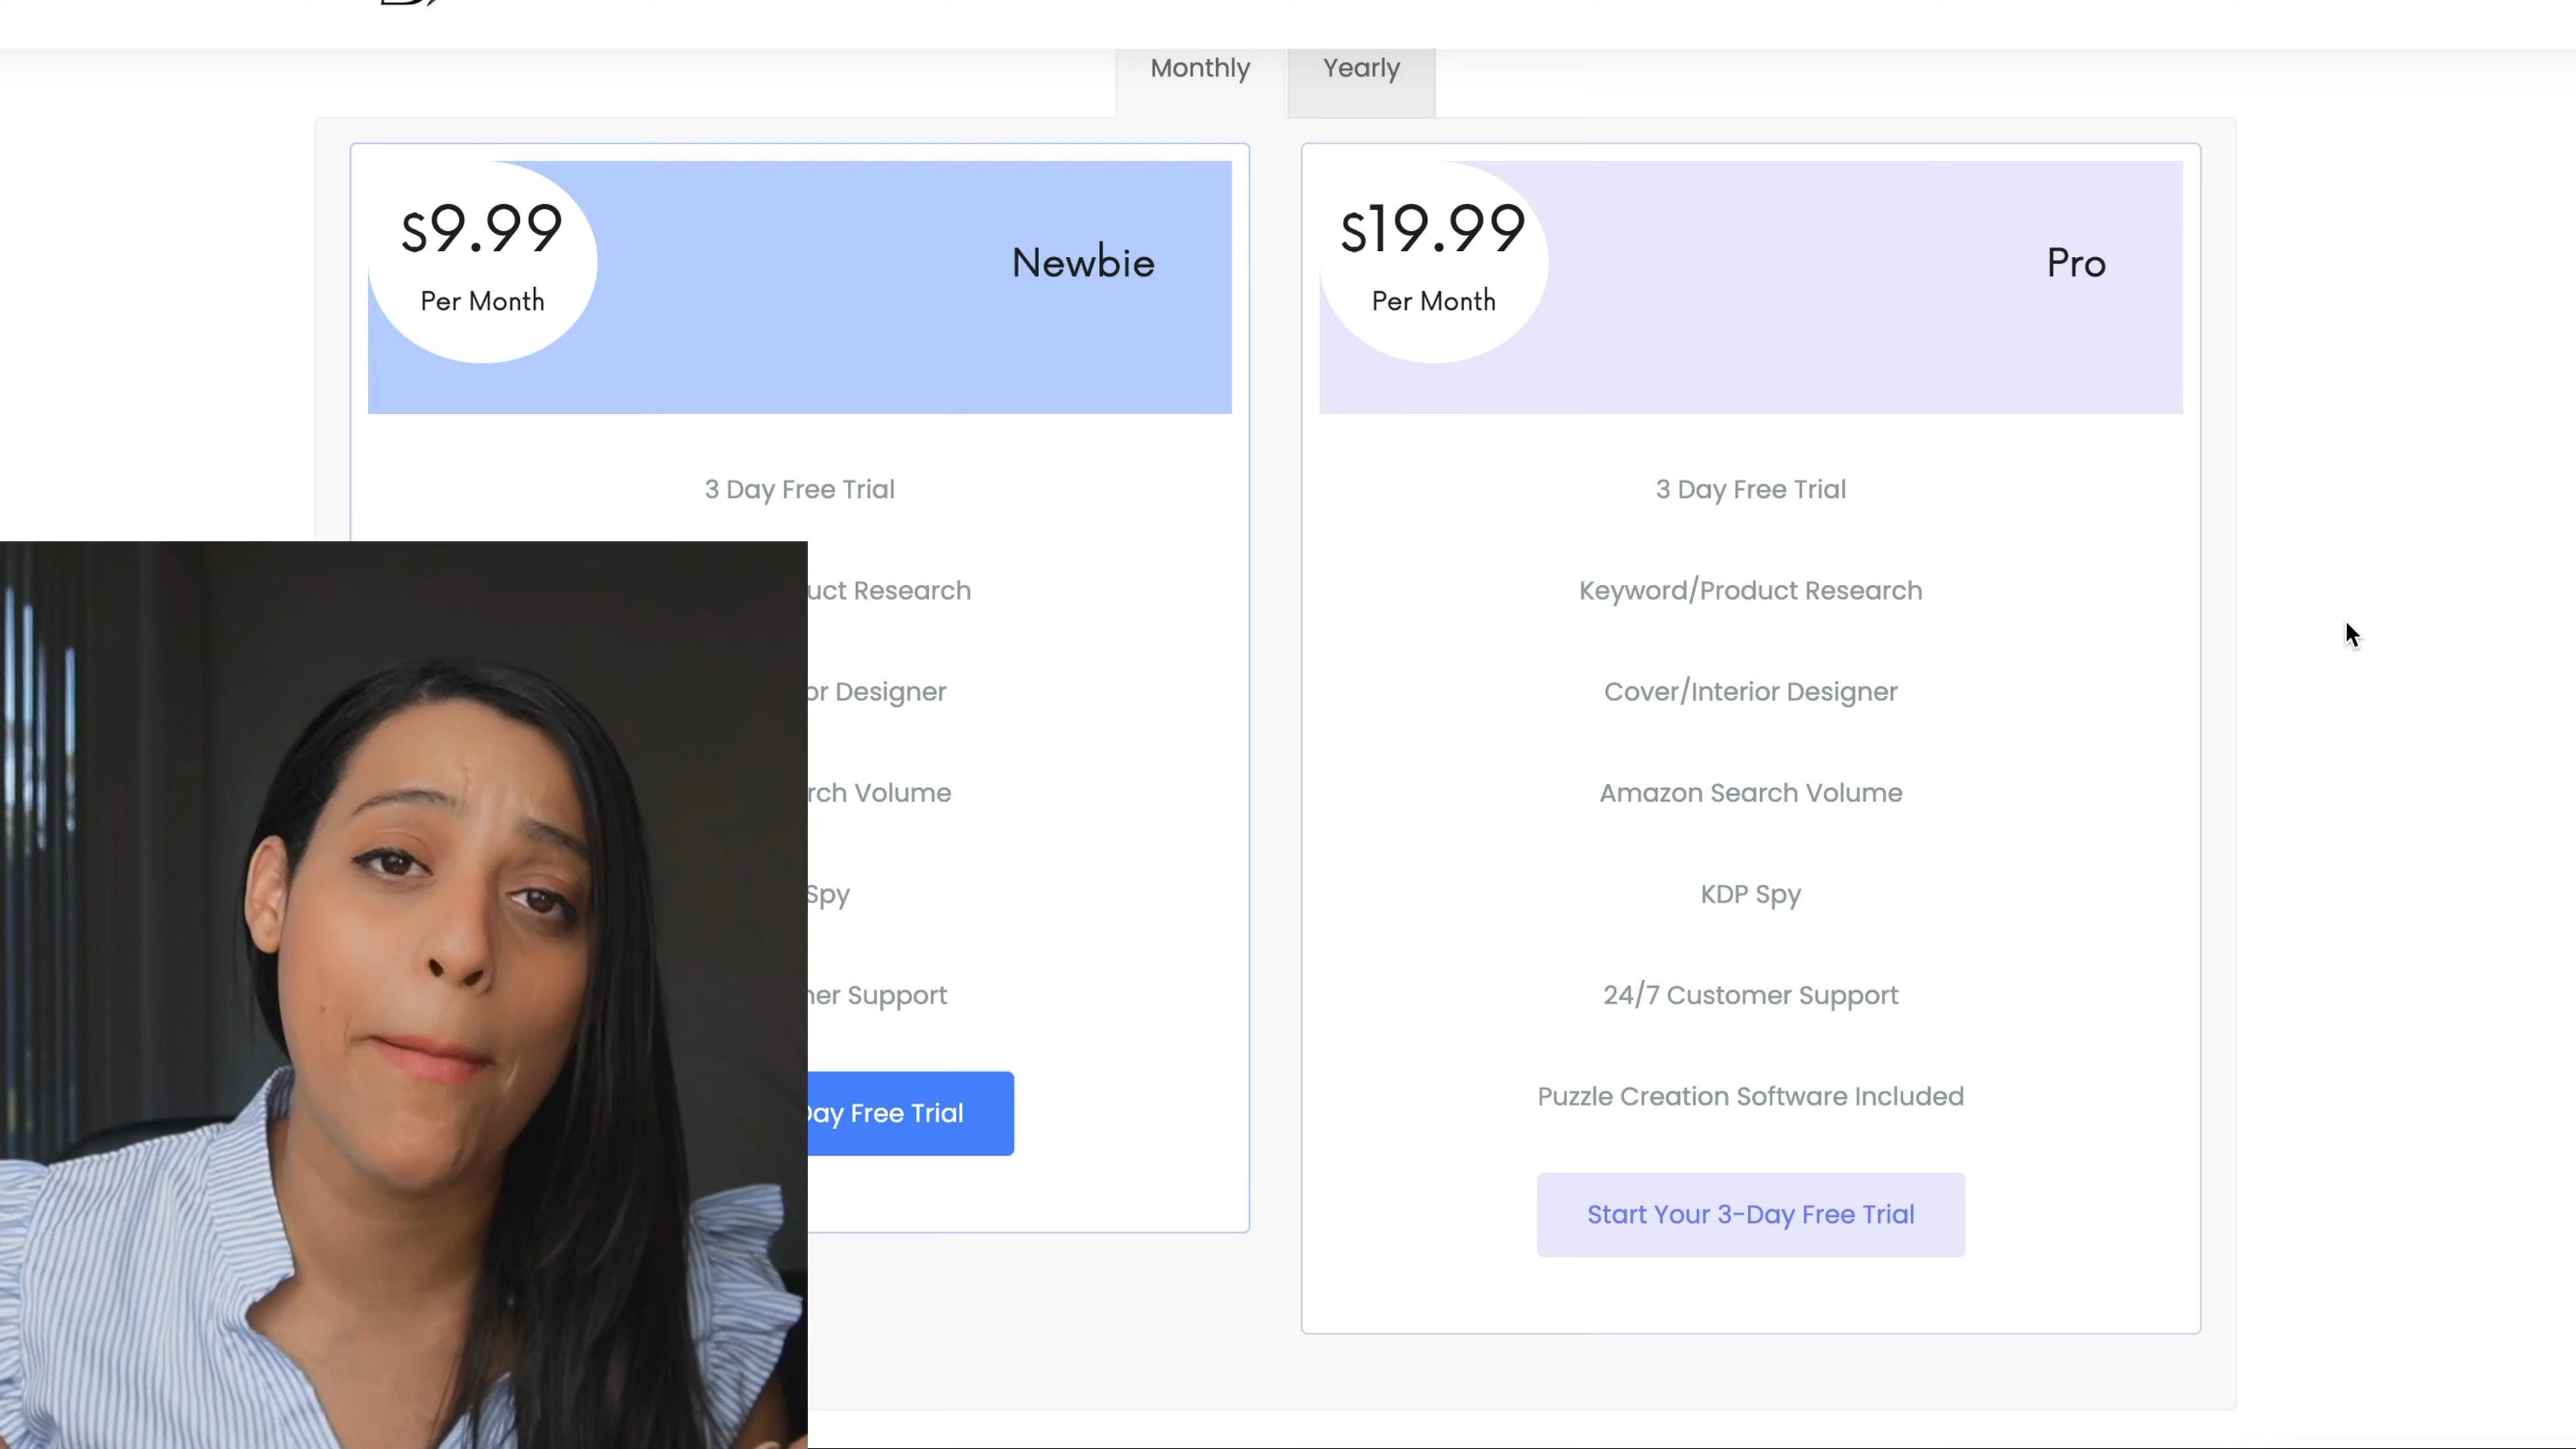 Monthly
Yearly
$9.99
Per Month
Newbie
3 Day Free Trial
uct Research
or Designer
rch Volume
Spy
er Support
Day Free Trial
$19.99
Per Month
Pro
3 Day Free Trial
Keyword/Product Research
Cover/Interior Designer
Amazon Search Volume
KDP Spy
24/7 Customer Support
Puzzle Creation Software Included
Start Your 3-Day Free Trial